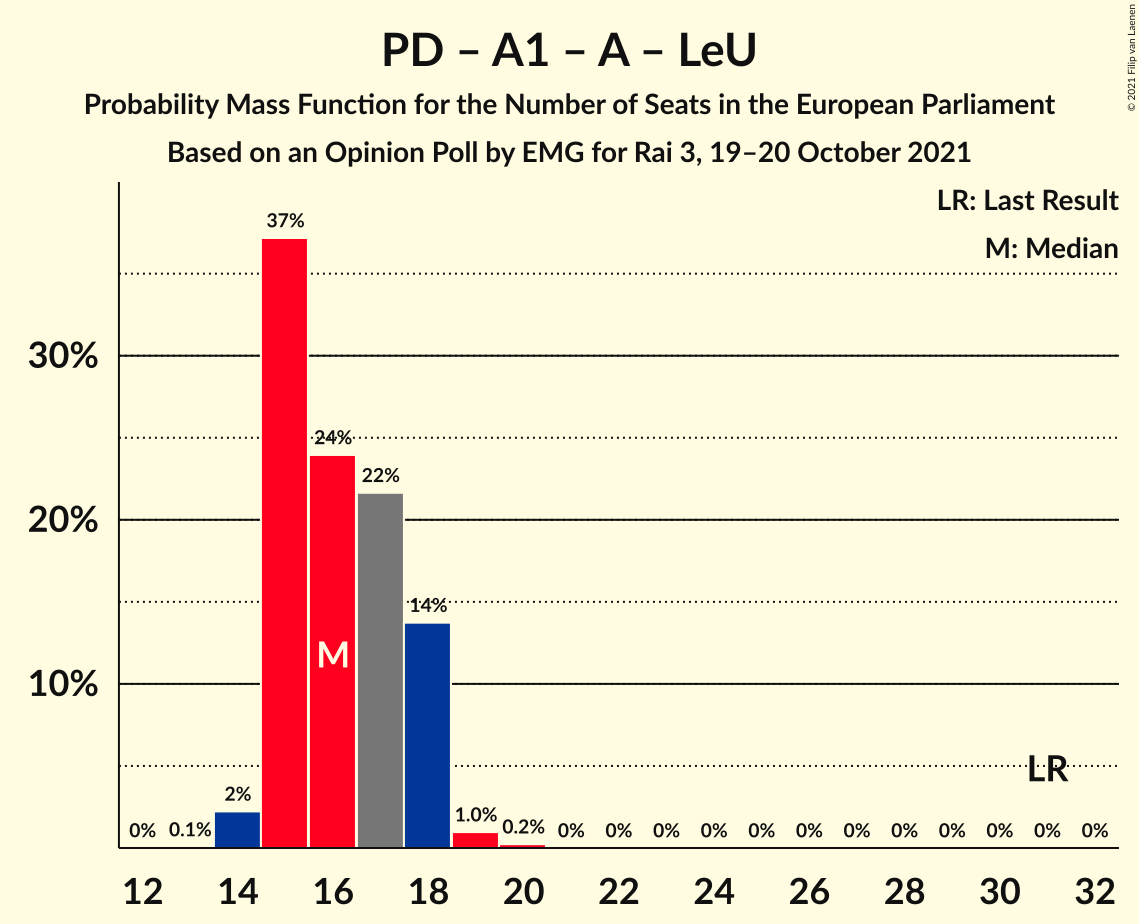 PD – A1 – A – LeU
Probability Mass Function for the Number of Seats in the European Parliament
Based on an Opinion Poll by EMG for Rai 3, 19–20 October 2021
© 2021 Filip van Laenen
LR: Last Result
M: Median
37%
30%
24%
22%
20%
14%
M
10%
LR
2%
1.0%
0% 0.1% 0.2% 0% 0% 0% 0% 0% 0% 0% 0% 0% 0% 0% 0%
12 14 16 18 20 22 24 26 28 30 32